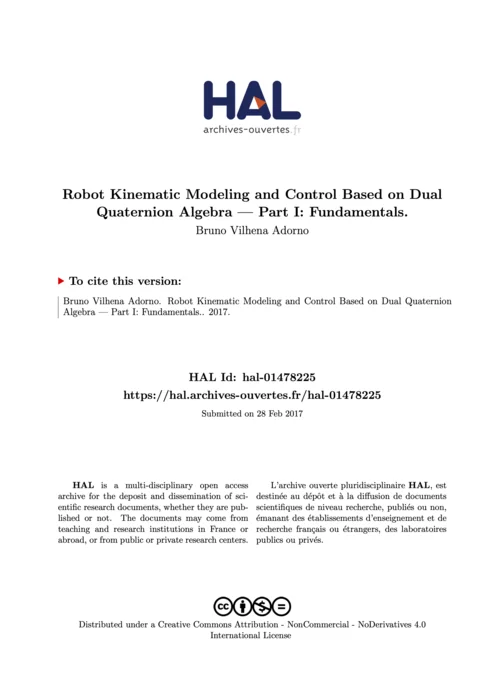 HAL
archives-ouvertes.fr
Robot Kinematic Modeling and Control Based on Dual
Quaternion Algebra — Part I: Fundamentals.
Bruno Vilhena Adorno
To cite this version:
Bruno Vilhena Adorno. Robot Kinematic Modeling and Control Based on Dual Quaternion
Algebra — Part I: Fundamentals.. 2017.
HAL Id: hal-01478225
https://hal.archives-ouvertes.fr/hal-01478225
Submitted on 28 Feb 2017
HAL is a multi-disciplinary open access
archive for the deposit and dissemination of sci-
entific research documents, whether they are pub-
lished or not. The documents may come from
teaching and research institutions in France or
abroad, or from public or private research centers.
L'archive ouverte pluridisciplinaire HAL, est
destinée au dépôt et à la diffusion de documents
scientifiques de niveau recherche, publiés ou non,
émanant des établissements d'enseignement et de
recherche français ou étrangers, des laboratoires
publics ou privés.
cc
Distributed under a Creative Commons Attribution - NonCommercial - NoDerivatives 4.0
International License